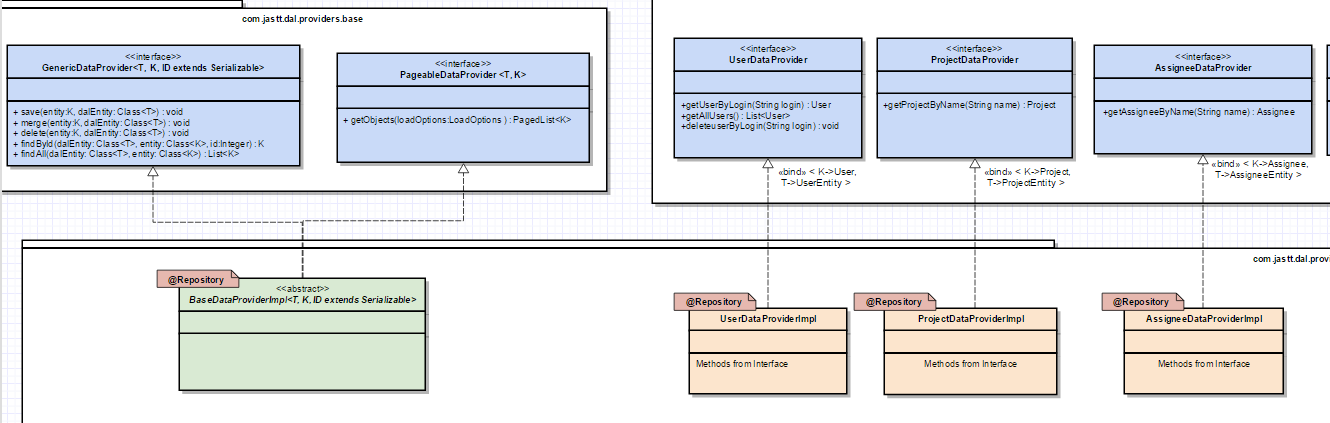 com.jastt.dal.providers.base
<<interface>>
GenericDataProvider<T, K, ID extends Serializable>
+ save(entity:K, dalEntity: Class<T>) : void
+ merge(entity:K, dalEntity: Class<T>) : void
+ delete(entity:K, dalEntity: Class<T>) : void
+ findById(dalEntity: Class<T>, entity: Class<K>, id:Integer) : K
+ findAll(dalEntity: Class<T>, entity: Class<K>) : List<K>
<<interface>>
PageableDataProvider <T, K>
+ getObjects(loadOptions:LoadOptions ) : PagedList<K>
<<interface>>
UserDataProvider
+getUserByLogin(String login) : User
+getAllUsers() : List<User>
+deleteuserByLogin(String login) : void
<<interface>>
ProjectDataProvider
+getProjectByName(String name) : Project
<<interface>>
AssigneeDataProvider
+getAssigneeByName(String name) : Assignee
«bind» < K->User,
T->UserEntity >
«bind» < K->Project,
T->ProjectEntity >
«bind» < K->Assignee,
T->AssigneeEntity >
com.jastt.dal.provi
@Repository
<<abstract>>
BaseDataProviderImpl<T, K, ID extends Serializable>
@Repository
UserDataProviderImpl
Methods from Interface
@Repository
ProjectDataProviderImpl
Methods from Interface
@Repository
AssigneeDataProviderImpl
Methods from Interface